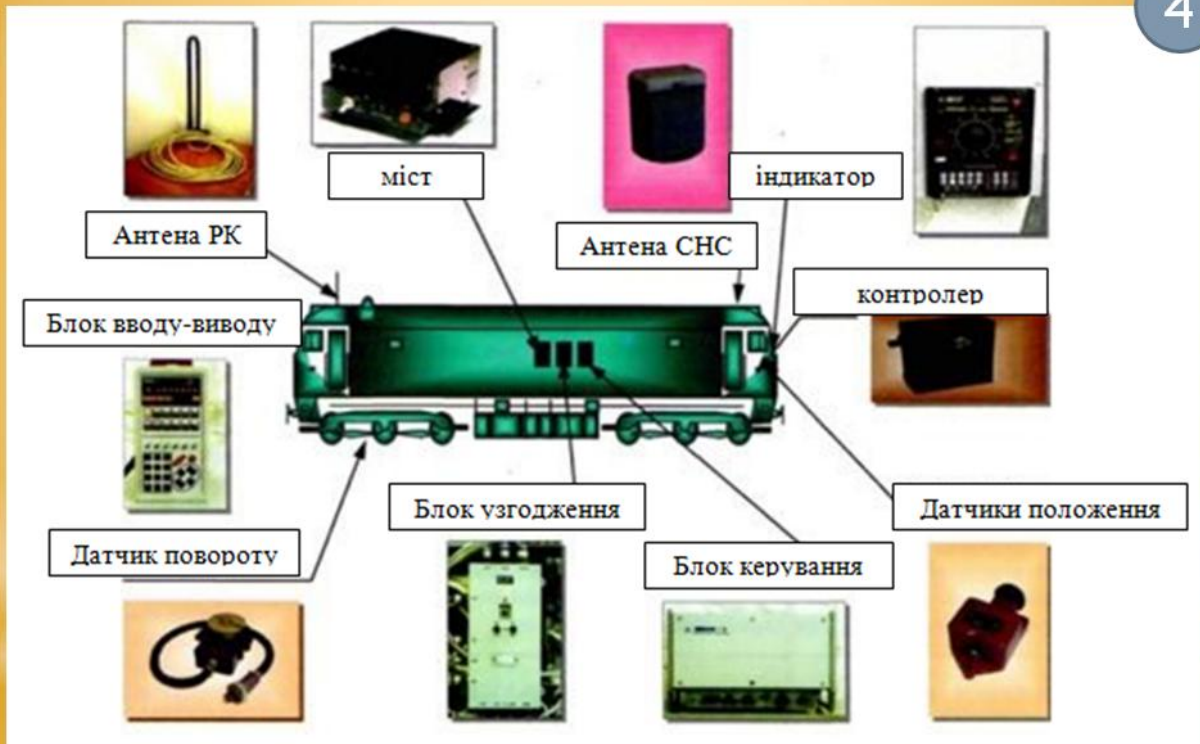 4
міст
індикатор
Антена РК
Антена СНС
контролер
Блок вводу-виводу
Блок узгодження
Датчики положення
Датчик повороту
Блок керування